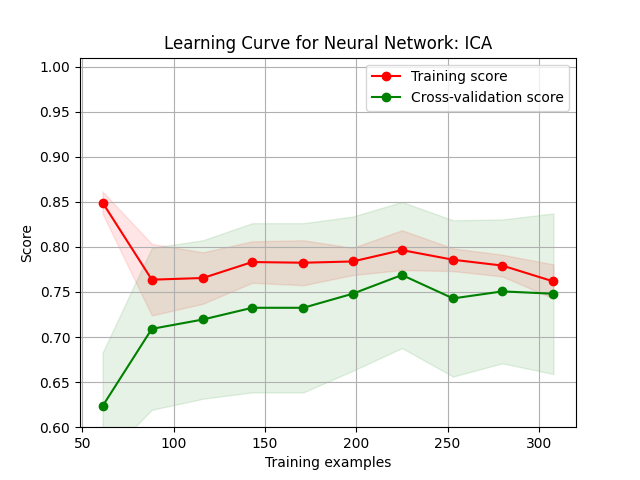 Learning Curve for Neural Network: ICA
Training score
Cross-validation score
Score
1.00
0.95
0.90
0.85
0.80
0.75
0.70
0.65
0.60
50 100 150 200 250 300
Training examples